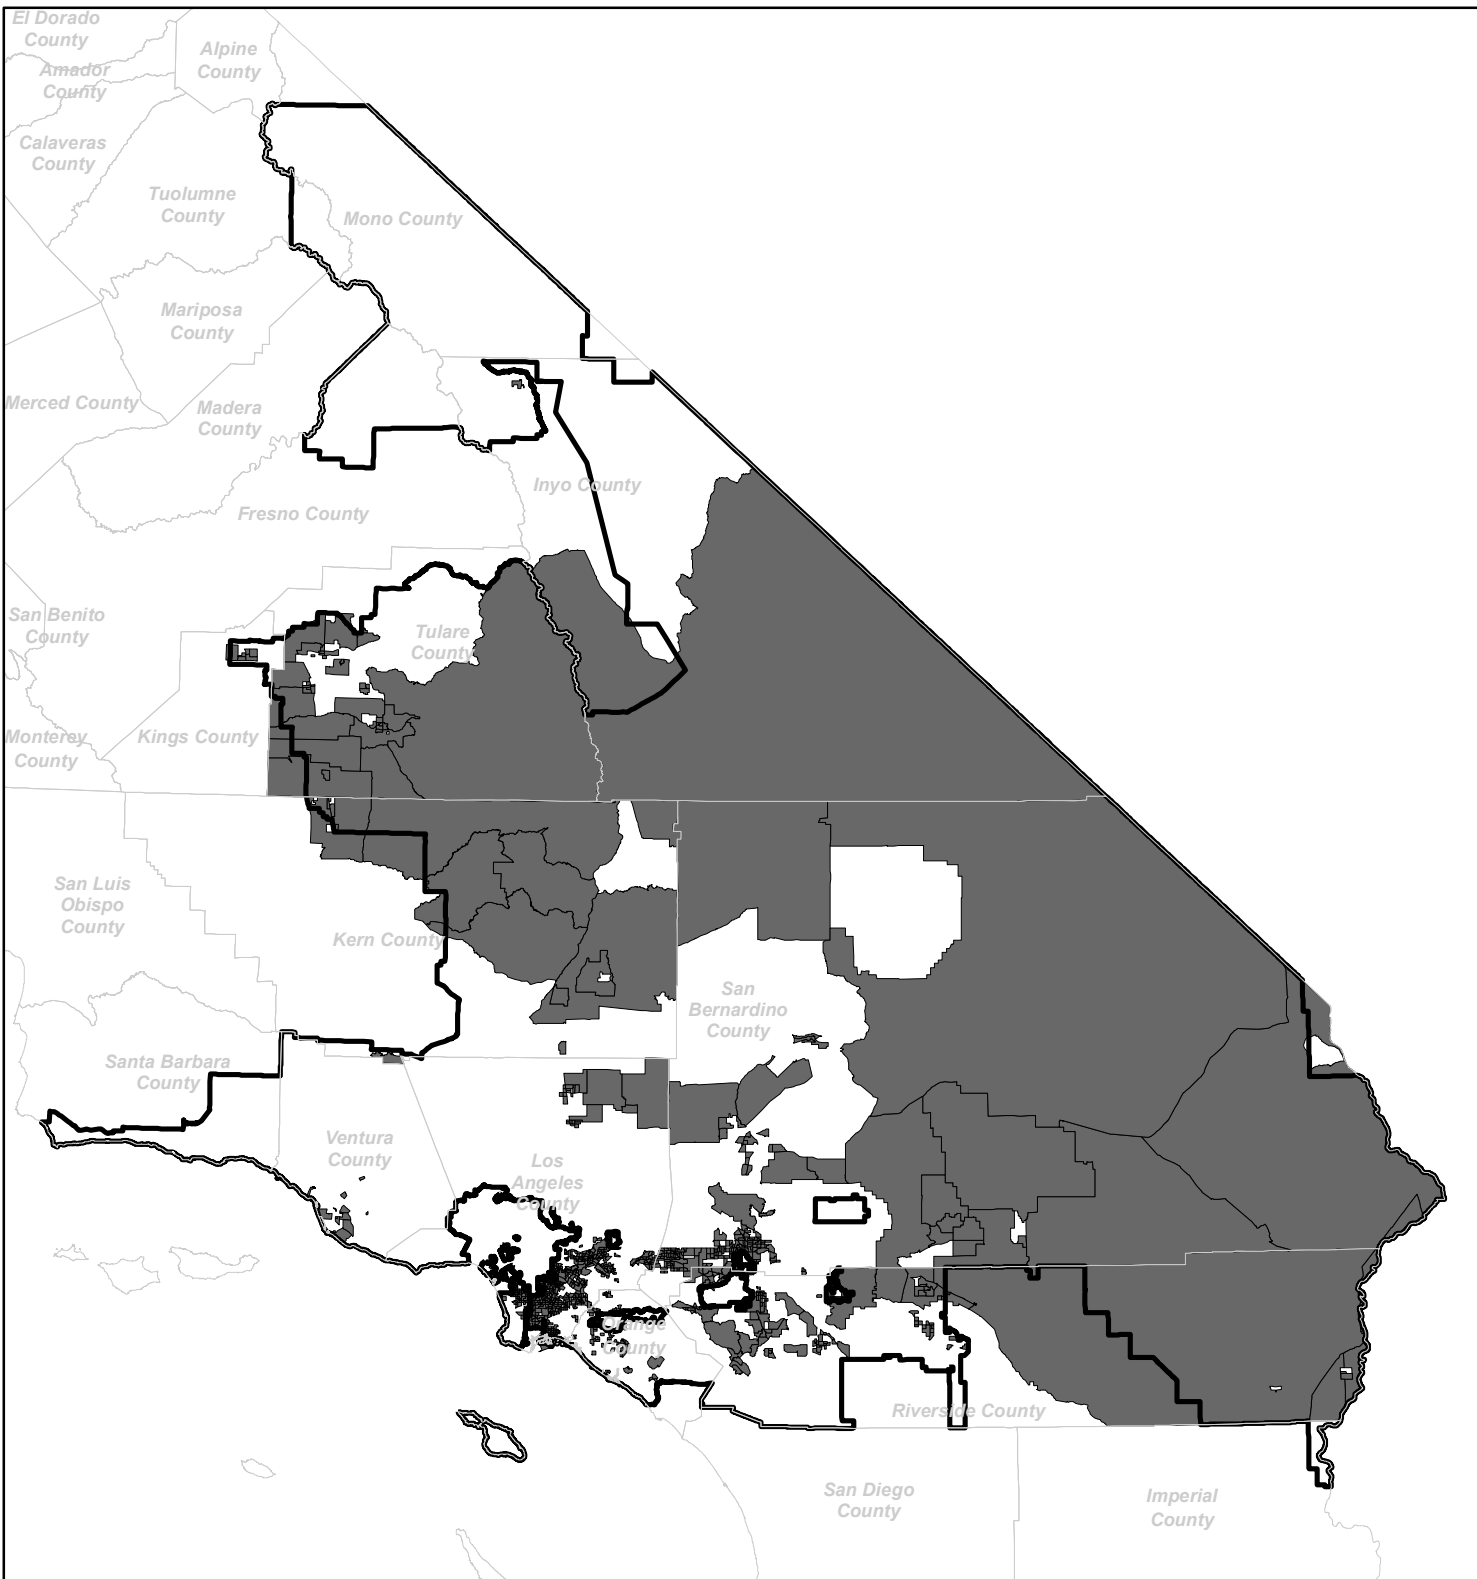 El Dorado
County
Alpine
County
Amador
County
Calaveras
County
Tuolumne
County
Mono County
Mariposa
County
Merced County
Madera
County
Inyo County
Fresno County
San Benito
County
Tulare
County
Monterey
County
Kings County
San Luis
Obispo
County
Kern County
San
Bernardino
County
Santa Barbara
County
Ventura
County
Los
Angeles
County
Orange
County
Riverside County
San Diego
County
Imperial
County